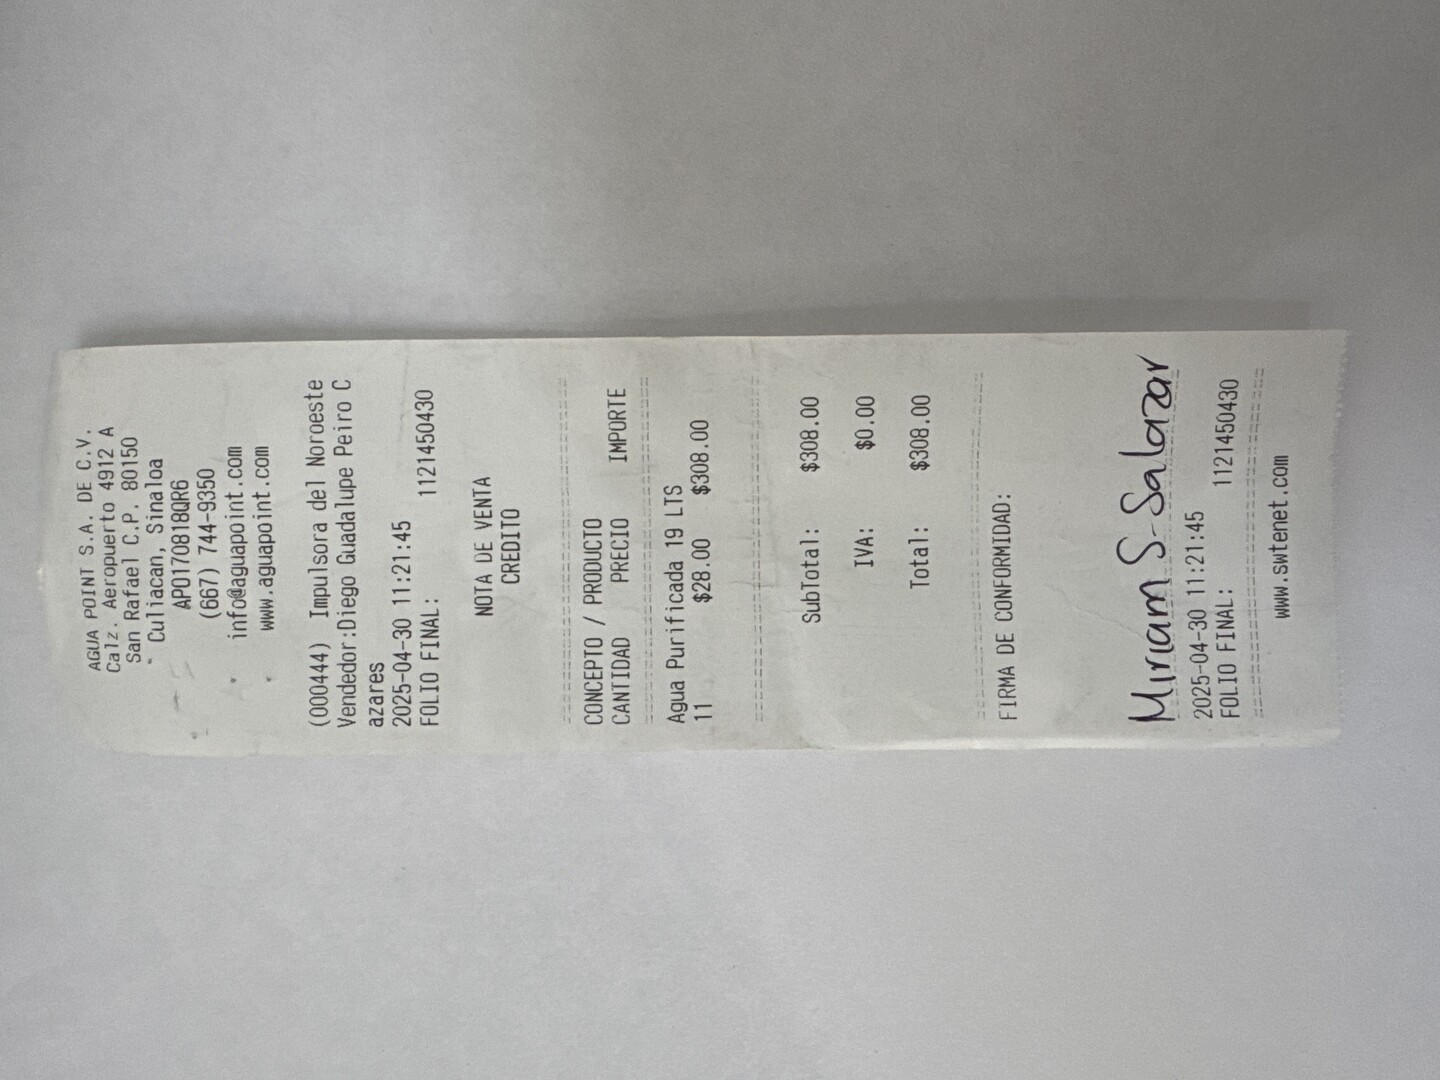 AGUA POINT S.A. DE C.V.
Calz. Aeropuerto 4912 A
San Rafael C.P. 80150
Culiacan, Sinaloa
APO170818QR6
(667) 744-9350
info@aguapoint.com
www.aguapoint.com
(000444) Impulsora del Noroeste
Vendedor:Diego Guadalupe Peiro C
azares
2025-04-30 11:21:45
FOLIO FINAL: 1121450430
NOTA DE VENTA
CREDITO
CONCEPTO / PRODUCTO
CANTIDAD PRECIO IMPORTE
Agua Purificada 19 LTS
11 $28.00 $308.00
SubTotal: $308.00
IVA: $0.00
Total: $308.00
FIRMA DE CONFORMIDAD:
Miriam S. Salazar
2025-04-30 11:21:45
FOLIO FINAL: 1121450430
www.swtenet.com